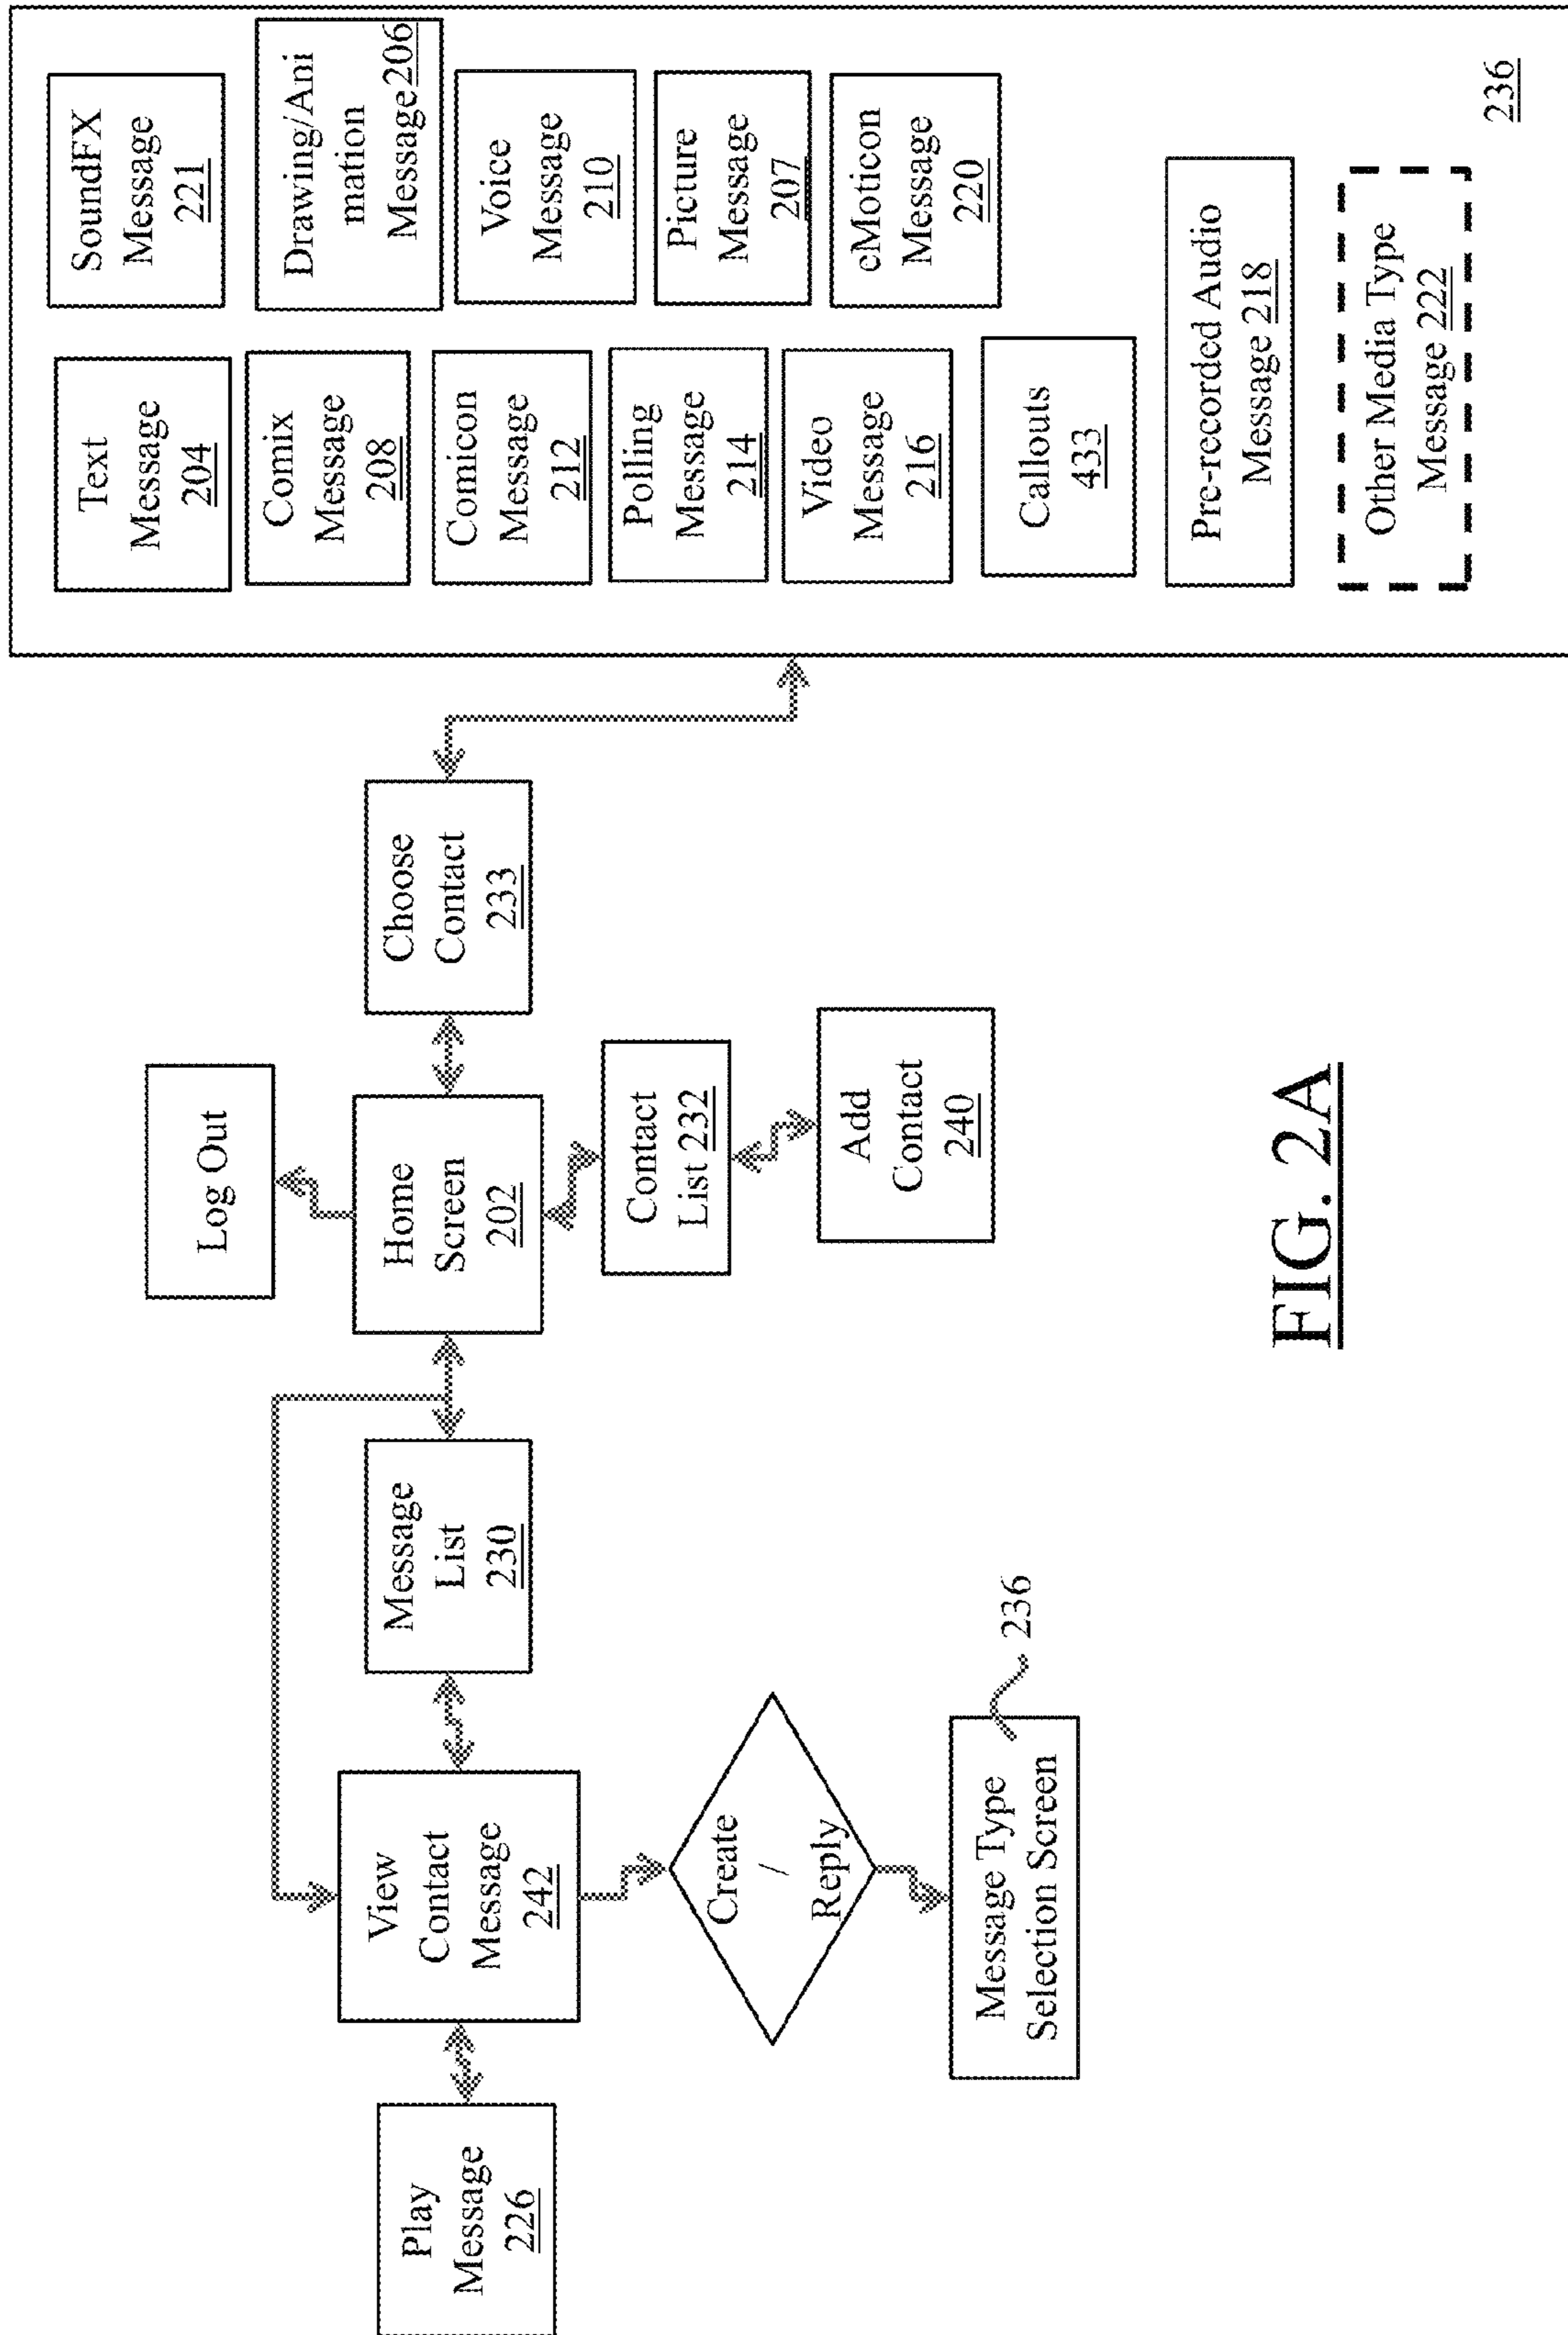 Play
Message
226
View
Contact
Message
242
Create
/
Reply
Message Type
Selection Screen
236
Message
List
230
Log Out
Home
Screen
202
Contact
List 232
Add
Contact
240
Choose
Contact
233
Text
Message
204
SoundFX
Message
221
Comix
Message
208
Drawing/Ani
mation
Message206
Comicon
Message
212
Voice
Message
210
Polling
Message
214
Picture
Message
207
Video
Message
216
eMoticon
Message
220
Callouts
433
Pre-recorded Audio
Message 218
Other Media Type
Message 222
236
FIG. 2A